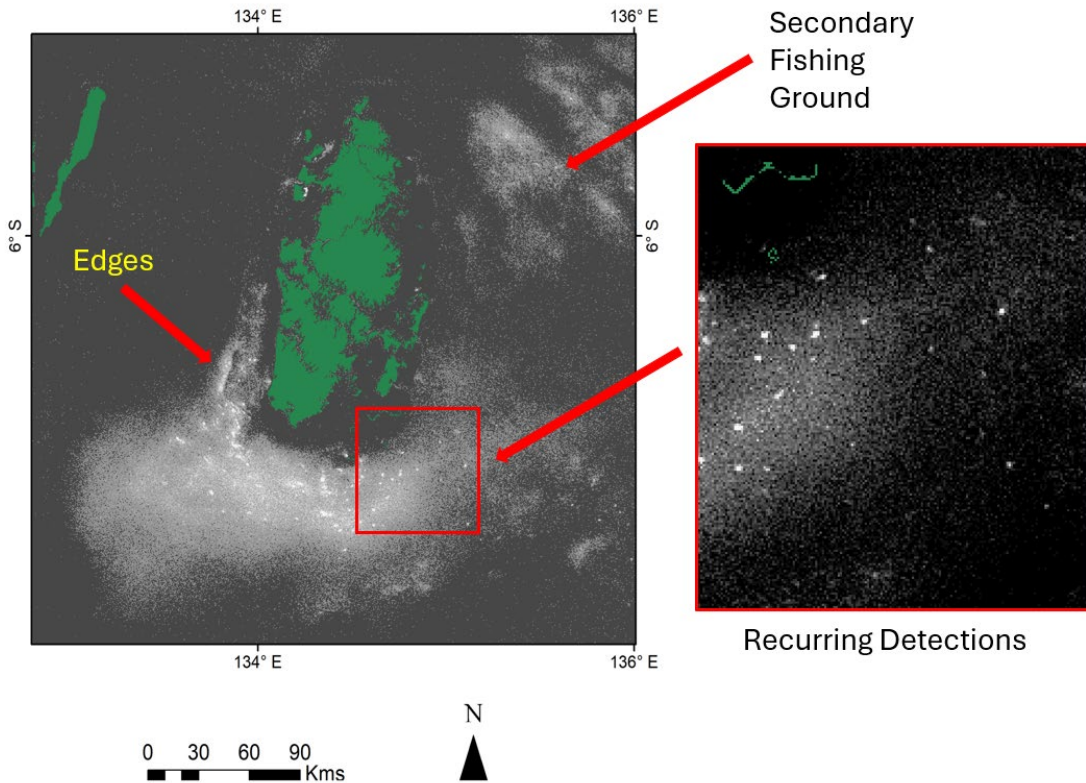 134° E
136° E
Secondary
Fishing
Ground
6° S
6° S
Edges
134° E
136° E
Recurring Detections
N
0 30 60 90
Kms